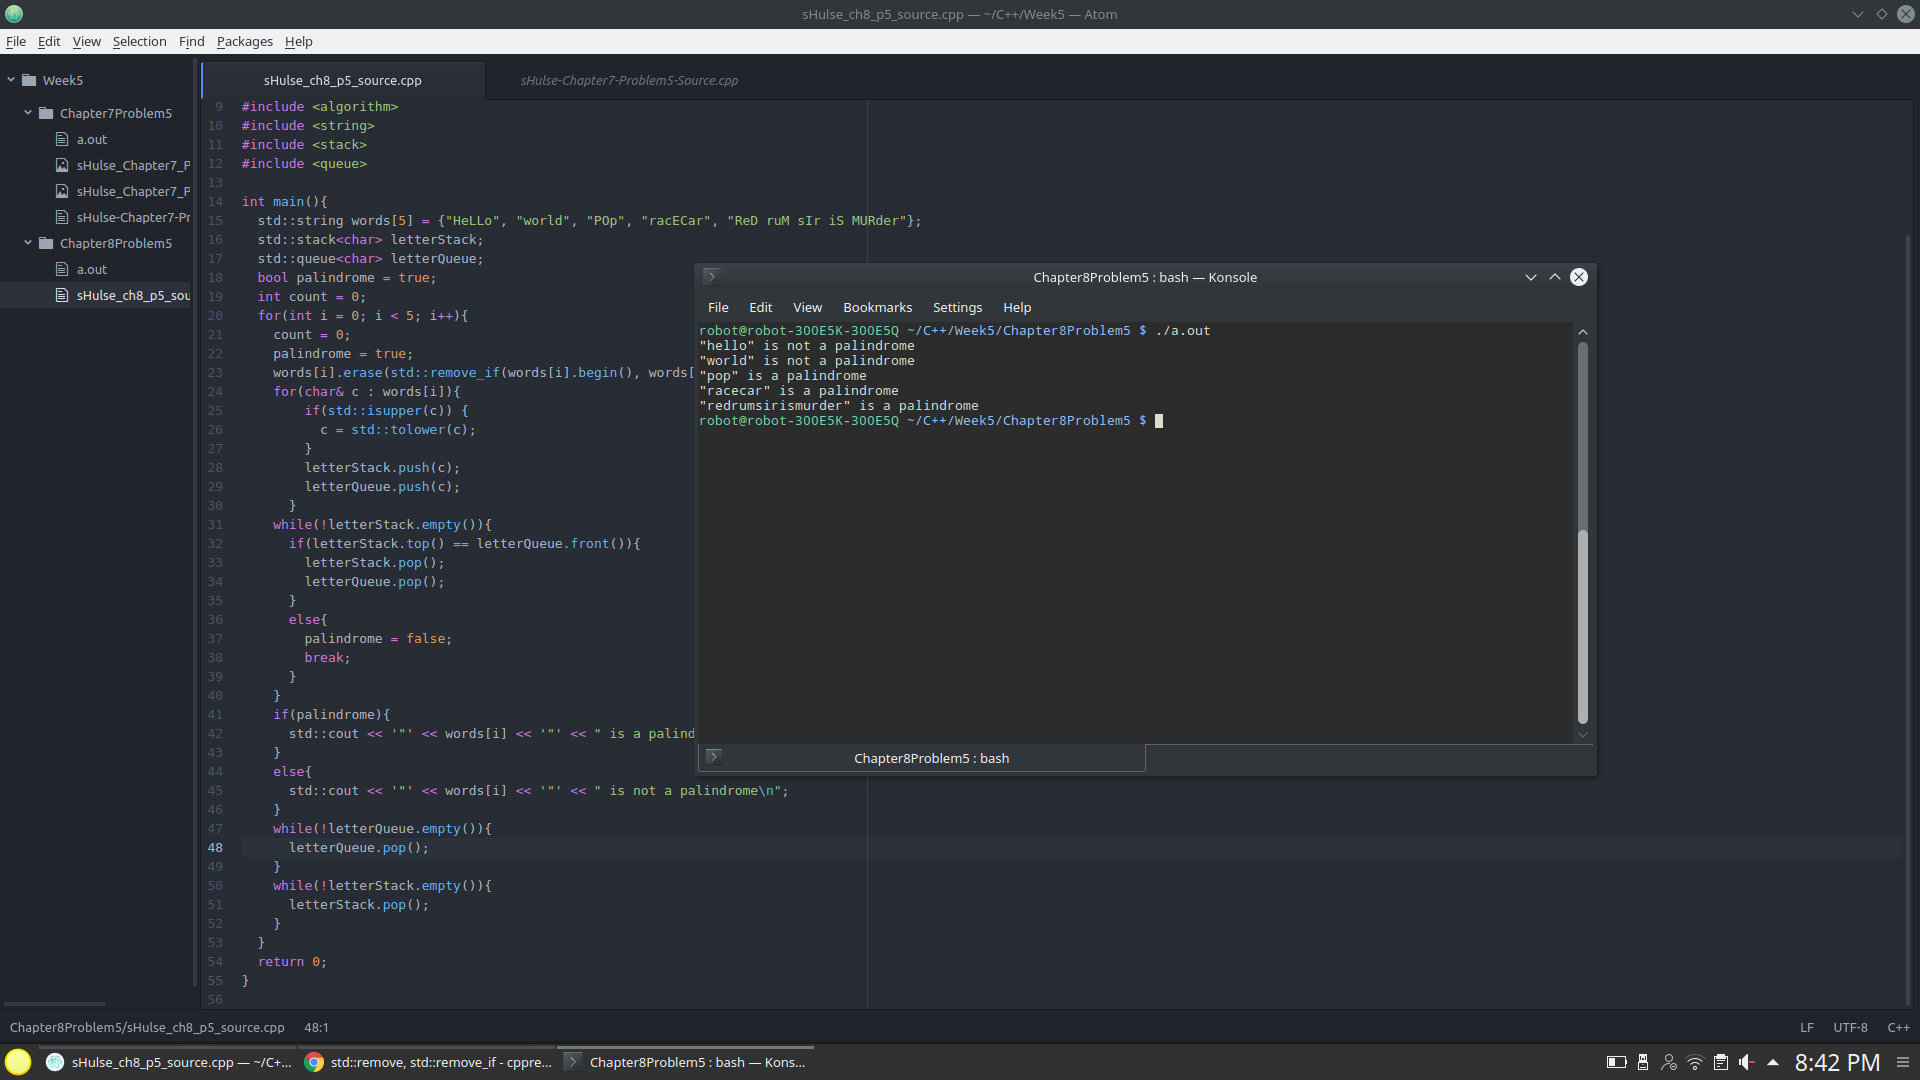 sHulse_ch8_p5_source.cpp — ~/C++/Week5 — Atom
File Edit View Selection Find Packages Help
Week5
Chapter7Problem5
a.out
sHulse_Chapter7_P
sHulse_Chapter7_P
sHulse-Chapter7-Pr
Chapter8Problem5
a.out
sHulse_ch8_p5_sou
sHulse_ch8_p5_source.cpp
sHulse-Chapter7-Problem5-Source.cpp
9 #include <algorithm>
10 #include <string>
11 #include <stack>
12 #include <queue>
13
14 int main(){
15 std::string words[5] = {"HeLLo", "world", "POp", "racECar", "ReD ruM sIr iS MURder"};
16 std::stack<char> letterStack;
17 std::queue<char> letterQueue;
18 bool palindrome = true;
19 int count = 0;
20 for(int i = 0; i < 5; i++){
21 count = 0;
22 palindrome = true;
23 words[i].erase(std::remove_if(words[i].begin(), words[
24 for(char& c : words[i]){
25 if(std::isupper(c)) {
26 c = std::tolower(c);
27 }
28 letterStack.push(c);
29 letterQueue.push(c);
30 }
31 while(!letterStack.empty()){
32 if(letterStack.top() == letterQueue.front()){
33 letterStack.pop();
34 letterQueue.pop();
35 }
36 else{
37 palindrome = false;
38 break;
39 }
40 }
41 if(palindrome){
42 std::cout << '"' << words[i] << '"' << " is a palind
43 }
44 else{
45 std::cout << '"' << words[i] << '"' << " is not a palindrome\n";
46 }
47 while(!letterQueue.empty()){
48 letterQueue.pop();
49 }
50 while(!letterStack.empty()){
51 letterStack.pop();
52 }
53 }
54 return 0;
55 }
56
Chapter8Problem5 : bash — Konsole
File Edit View Bookmarks Settings Help
robot@robot-300E5K-300E5Q ~/C++/Week5/Chapter8Problem5 $ ./a.out
"hello" is not a palindrome
"world" is not a palindrome
"pop" is a palindrome
"racecar" is a palindrome
"redrumsirismurder" is a palindrome
robot@robot-300E5K-300E5Q ~/C++/Week5/Chapter8Problem5 $
Chapter8Problem5 : bash
Chapter8Problem5/sHulse_ch8_p5_source.cpp 48:1
LF UTF-8 C++
sHulse_ch8_p5_source.cpp — ~/C+... std::remove, std::remove_if - cppre... Chapter8Problem5 : bash — Kons... 8:42 PM